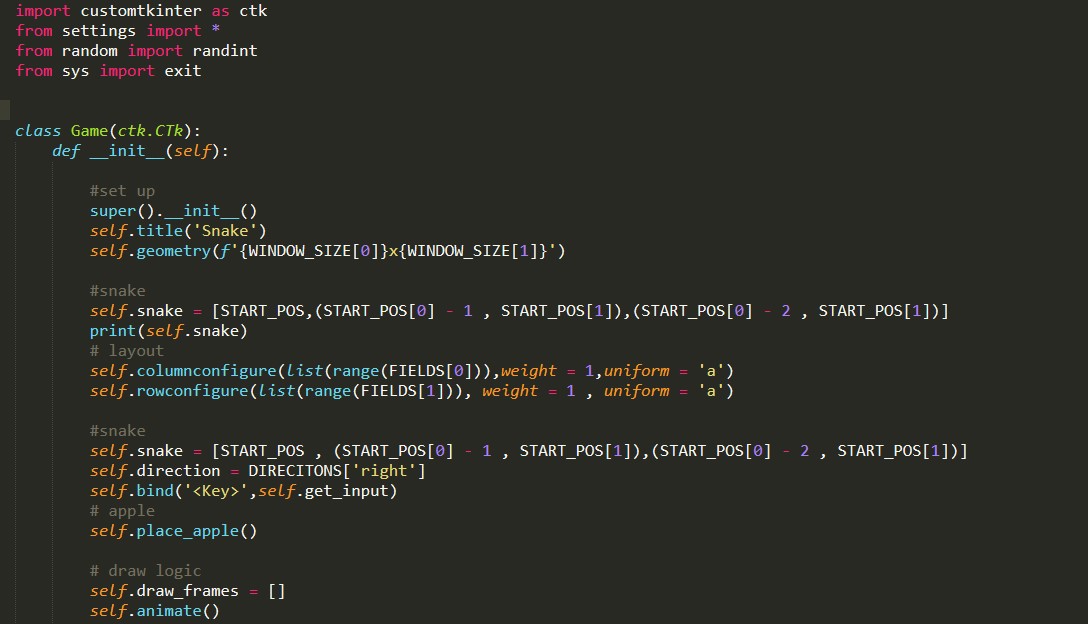 import customtkinter as ctk
from settings import *
from random import randint
from sys import exit
class Game(ctk.CTk):
def __init__(self):
#set up
super().__init__()
self.title('Snake')
self.geometry(f'{WINDOW_SIZE[0]}x{WINDOW_SIZE[1]}')
#snake
self.snake = [START_POS,(START_POS[0] - 1 , START_POS[1]),(START_POS[0] - 2 , START_POS[1])]
print(self.snake)
# layout
self.columnconfigure(list(range(FIELDS[0])),weight = 1,uniform = 'a')
self.rowconfigure(list(range(FIELDS[1])), weight = 1 , uniform = 'a')
#snake
self.snake = [START_POS , (START_POS[0] - 1 , START_POS[1]),(START_POS[0] - 2 , START_POS[1])]
self.direction = DIRECITONS['right']
self.bind('<Key>',self.get_input)
# apple
self.place_apple()
# draw logic
self.draw_frames = []
self.animate()